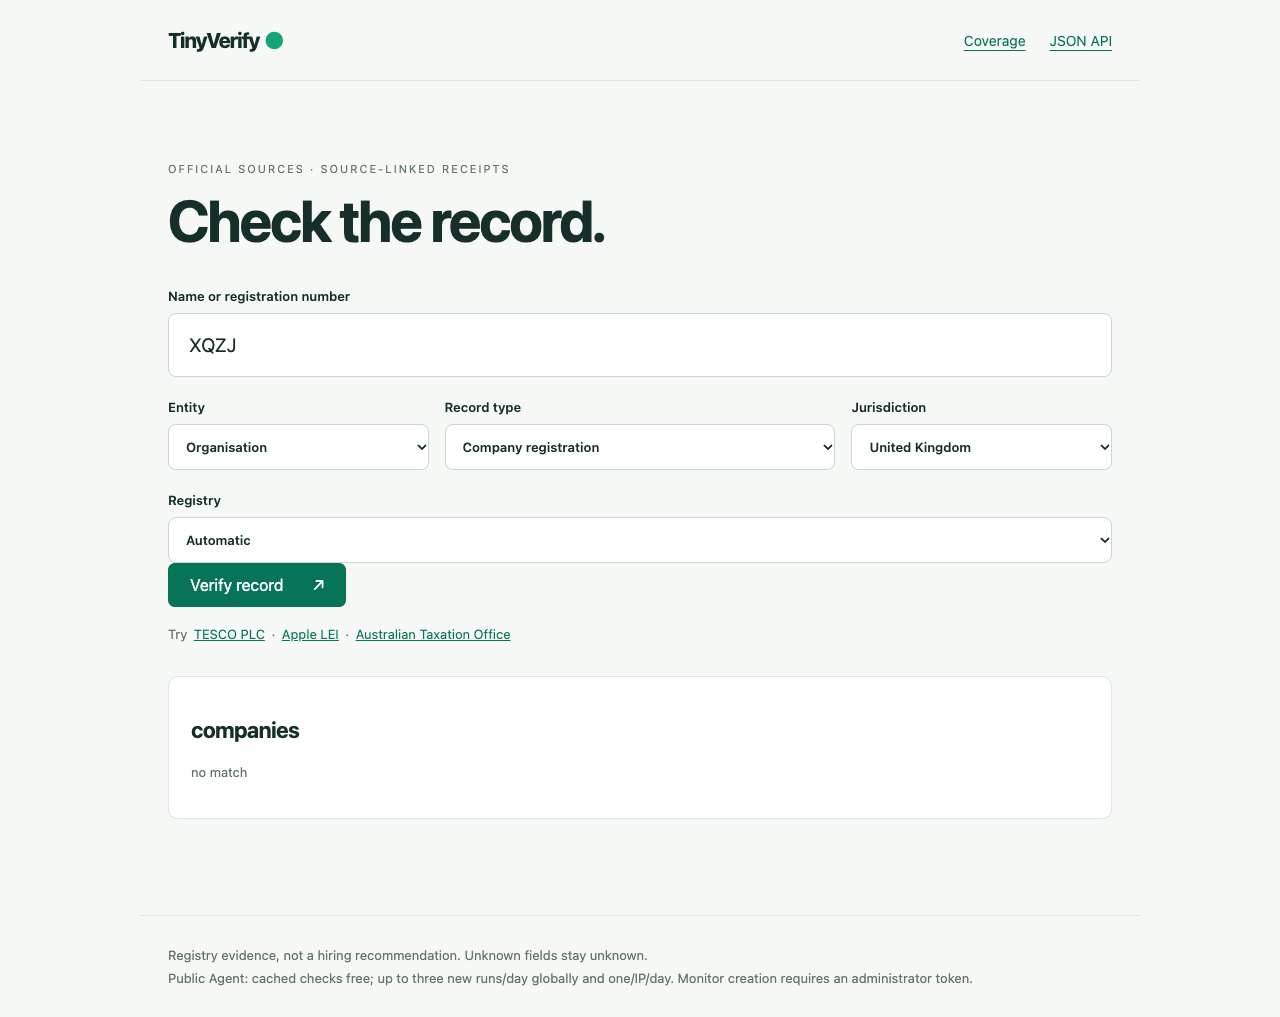 TinyVerify
Coverage JSON API
OFFICIAL SOURCES · SOURCE-LINKED RECEIPTS
Check the record.
Name or registration number
XQZJ
Entity Record type Jurisdiction
Organisation Company registration United Kingdom
Registry
Automatic
Verify record ↗
Try TESCO PLC · Apple LEI · Australian Taxation Office
companies
no match
Registry evidence, not a hiring recommendation. Unknown fields stay unknown.
Public Agent: cached checks free; up to three new runs/day globally and one/IP/day. Monitor creation requires an administrator token.